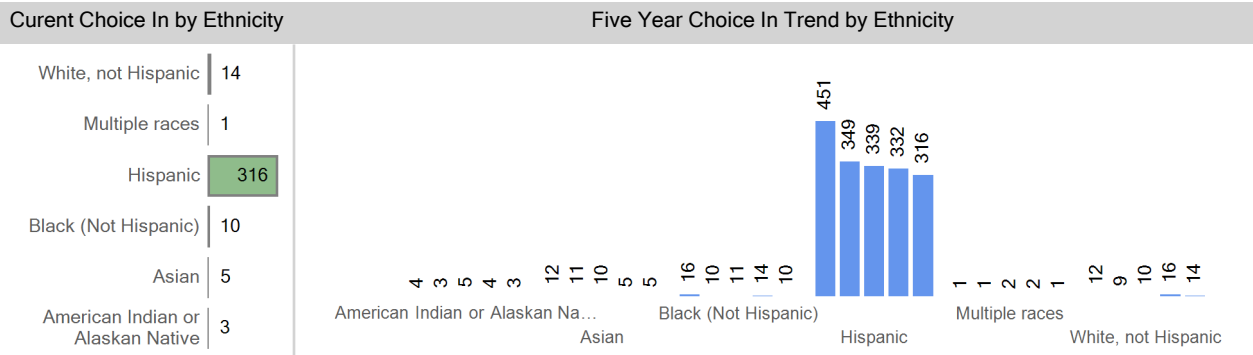 Curent Choice In by Ethnicity
White, not Hispanic 14
Multiple races 1
Hispanic 316
Black (Not Hispanic) 10
Asian 5
American Indian or
Alaskan Native 3
Five Year Choice In Trend by Ethnicity
4 3 5 4 3
American Indian or Alaskan Na…
12 11 10 5 5
Asian
16 10 11 14 10
Black (Not Hispanic)
451 349 339 332 316
Hispanic
1 1 2 2 1
Multiple races
12 9 10 16 14
White, not Hispanic